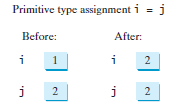 Primitive type assignment i = j
Before: After:
i 1 i 2
j 2 j 2